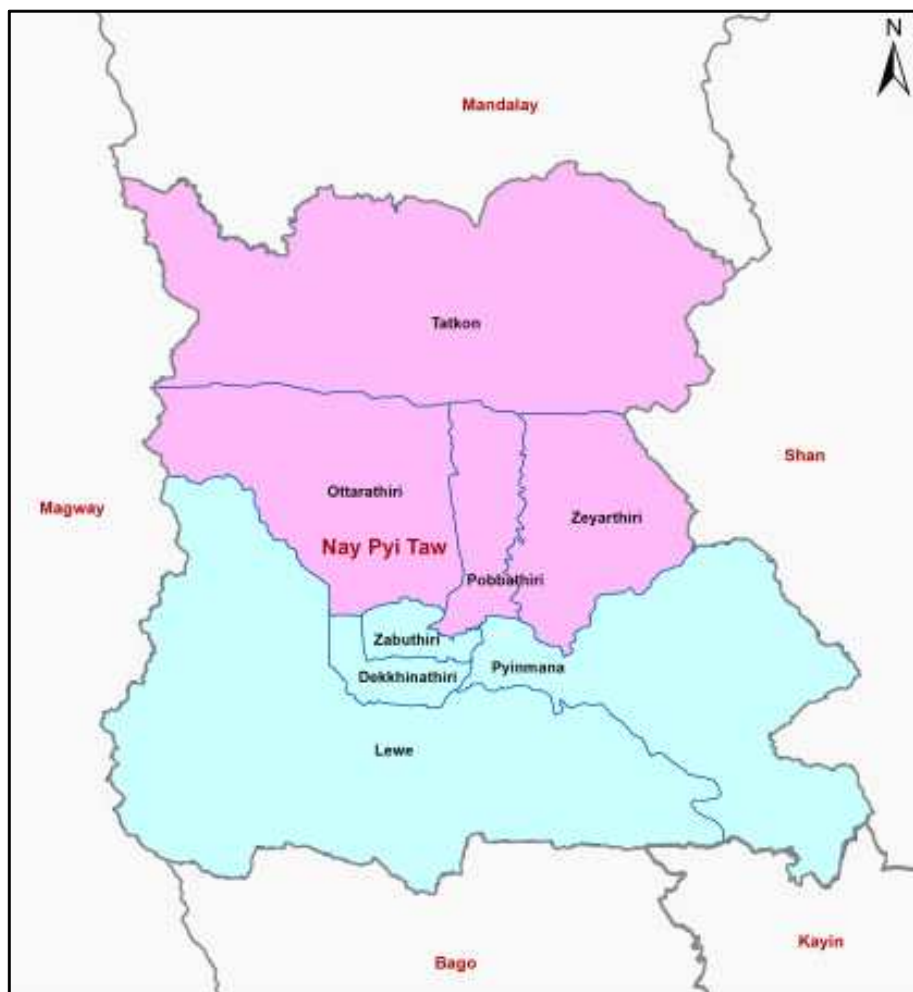 N
Mandalay
Tatkon
Shan
Ottarathiri
Magway
Zeyarthiri
Nay Pyi Taw
Pobbathiri
Zabuthiri
Pyinmana
Dekkhinathiri
Lewe
Kayin
Bago